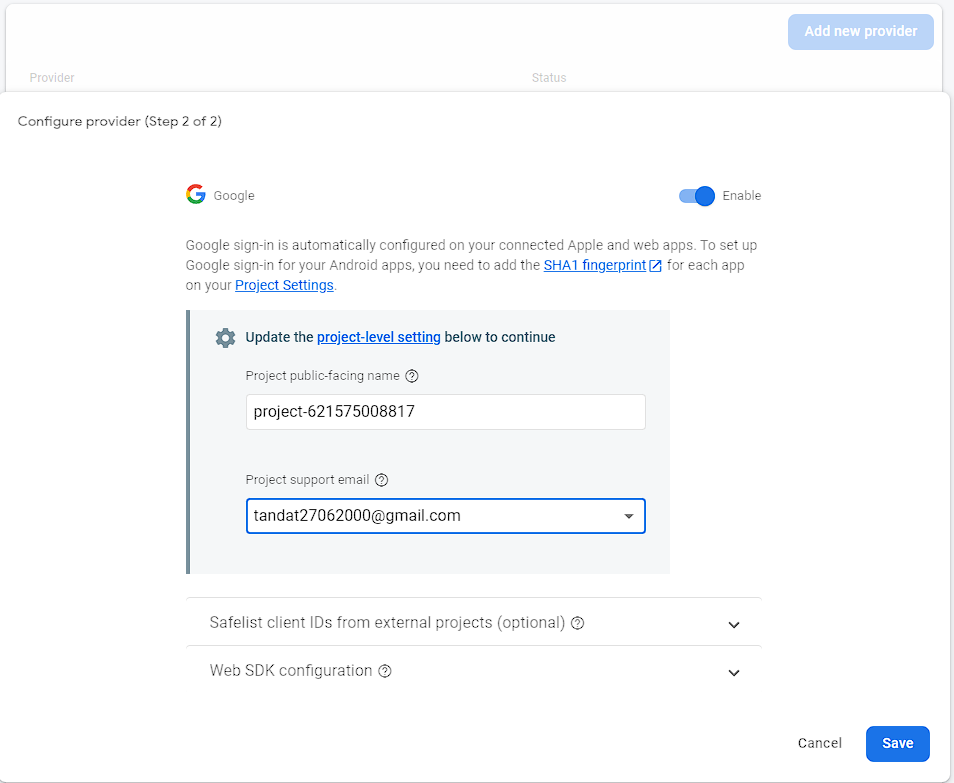 Add new provider
Provider Status
Configure provider (Step 2 of 2)
Google Enable
Google sign-in is automatically configured on your connected Apple and web apps. To set up
Google sign-in for your Android apps, you need to add the SHA1 fingerprint for each app
on your Project Settings.
Update the project-level setting below to continue
Project public-facing name
project-621575008817
Project support email
tandat27062000@gmail.com
Safelist client IDs from external projects (optional)
Web SDK configuration
Cancel Save